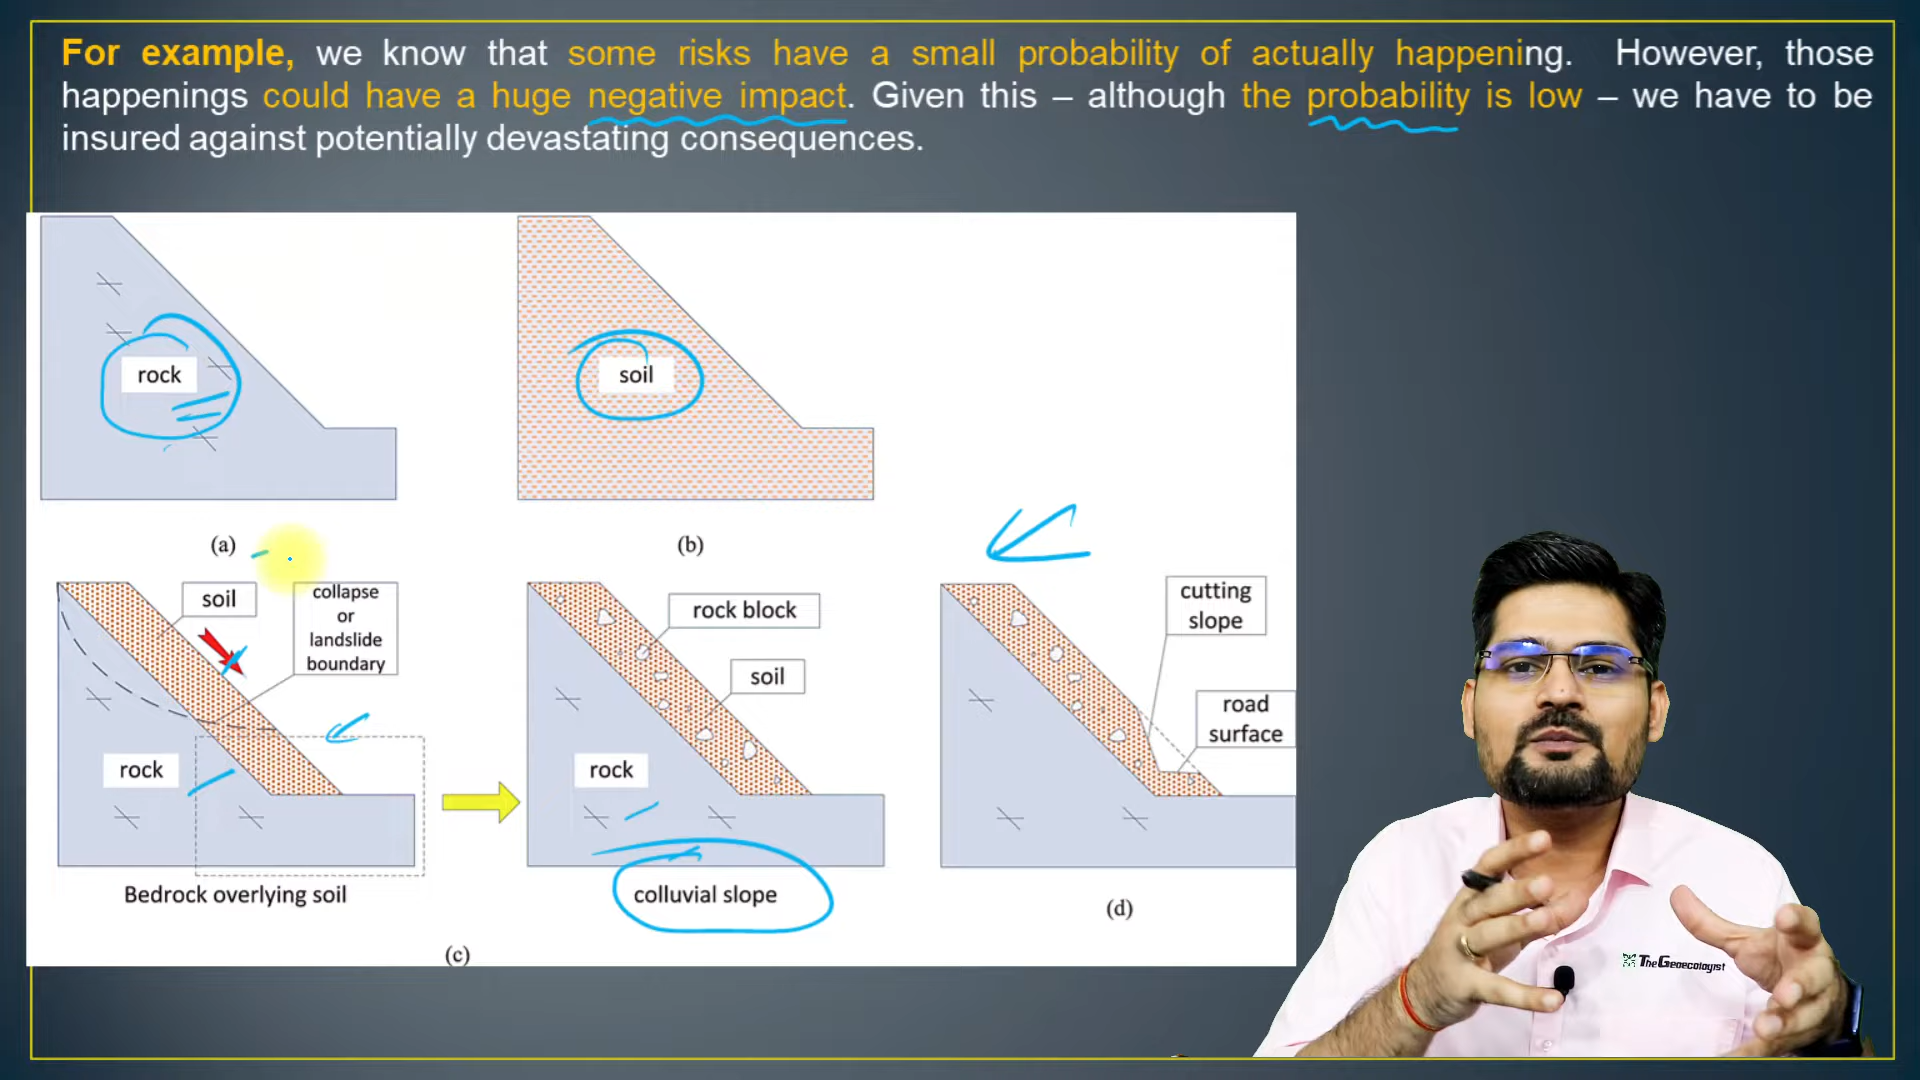 For example, we know that some risks have a small probability of actually happening. However, those
happenings could have a huge negative impact. Given this – although the probability is low – we have to be
insured against potentially devastating consequences.
rock
soil
(a)
(b)
soil
collapse
or
landslide
boundary
rock
Bedrock overlying soil
rock block
soil
rock
colluvial slope
(c)
cutting
slope
road
surface
(d)
The Geoecologist